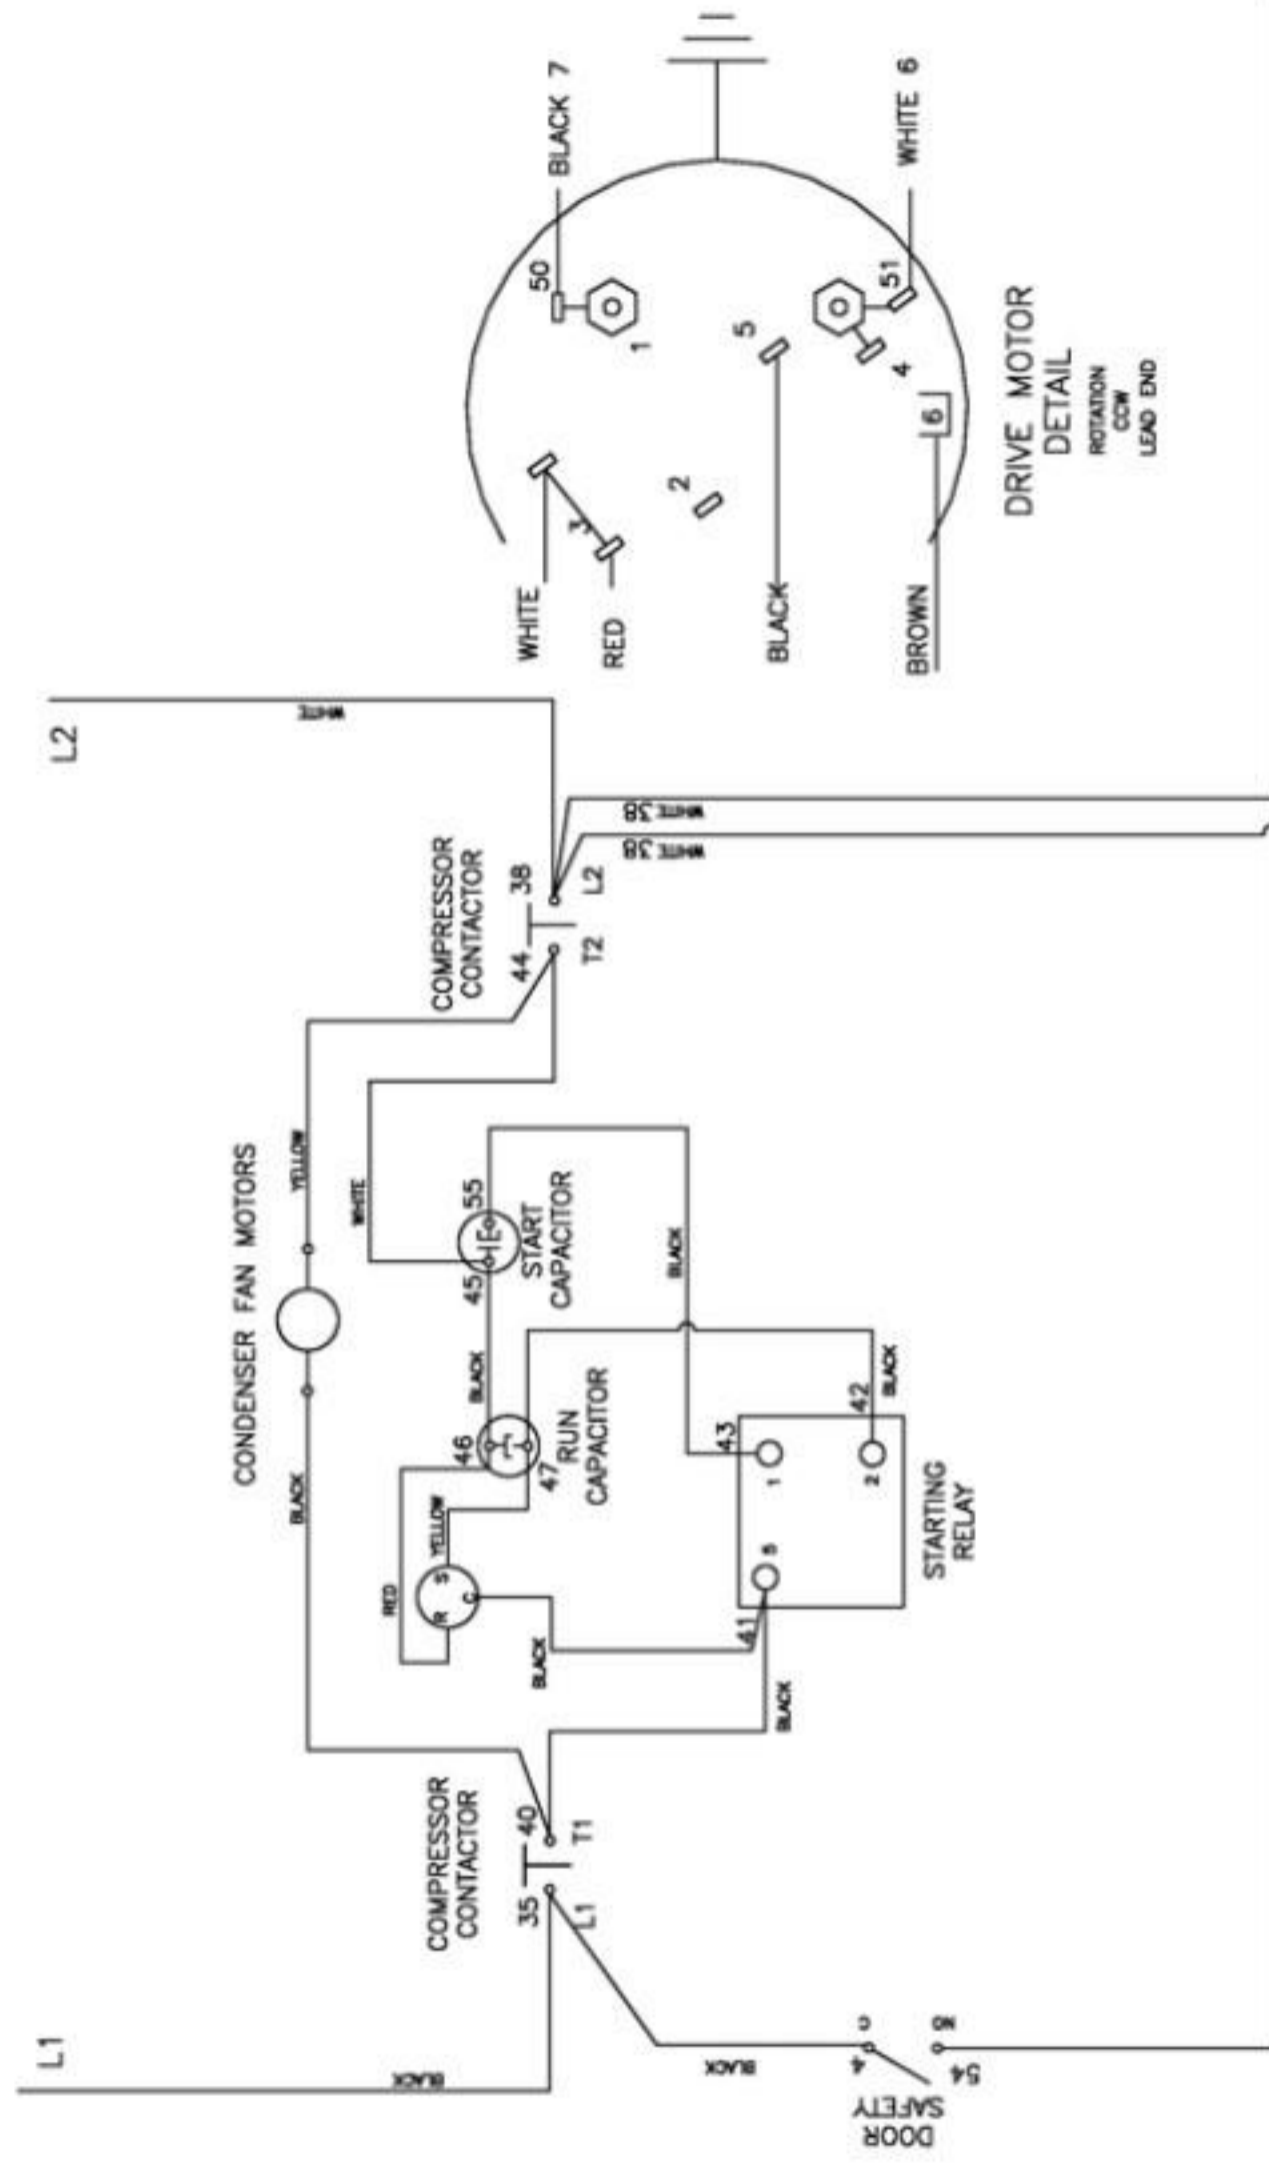 L1
L2
BLACK
WHITE
CONDENSER FAN MOTORS
BLACK
YELLOW
COMPRESSOR
CONTACTOR
35
40
L1
T1
COMPRESSOR
CONTACTOR
44
38
T2
L2
WHITE 38
WHITE 38
RED
R
S
C
YELLOW
BLACK
46
47
RUN
CAPACITOR
BLACK
45
55
START
CAPACITOR
WHITE
BLACK
BLACK
41
43
42
BLACK
5
1
2
STARTING
RELAY
BLACK
4
C
54
NO
DOOR
SAFETY
WHITE
RED
3
BLACK
BROWN
2
5
6
1
50
BLACK 7
4
51
WHITE 6
DRIVE MOTOR
DETAIL
ROTATION
CCW
LEAD END